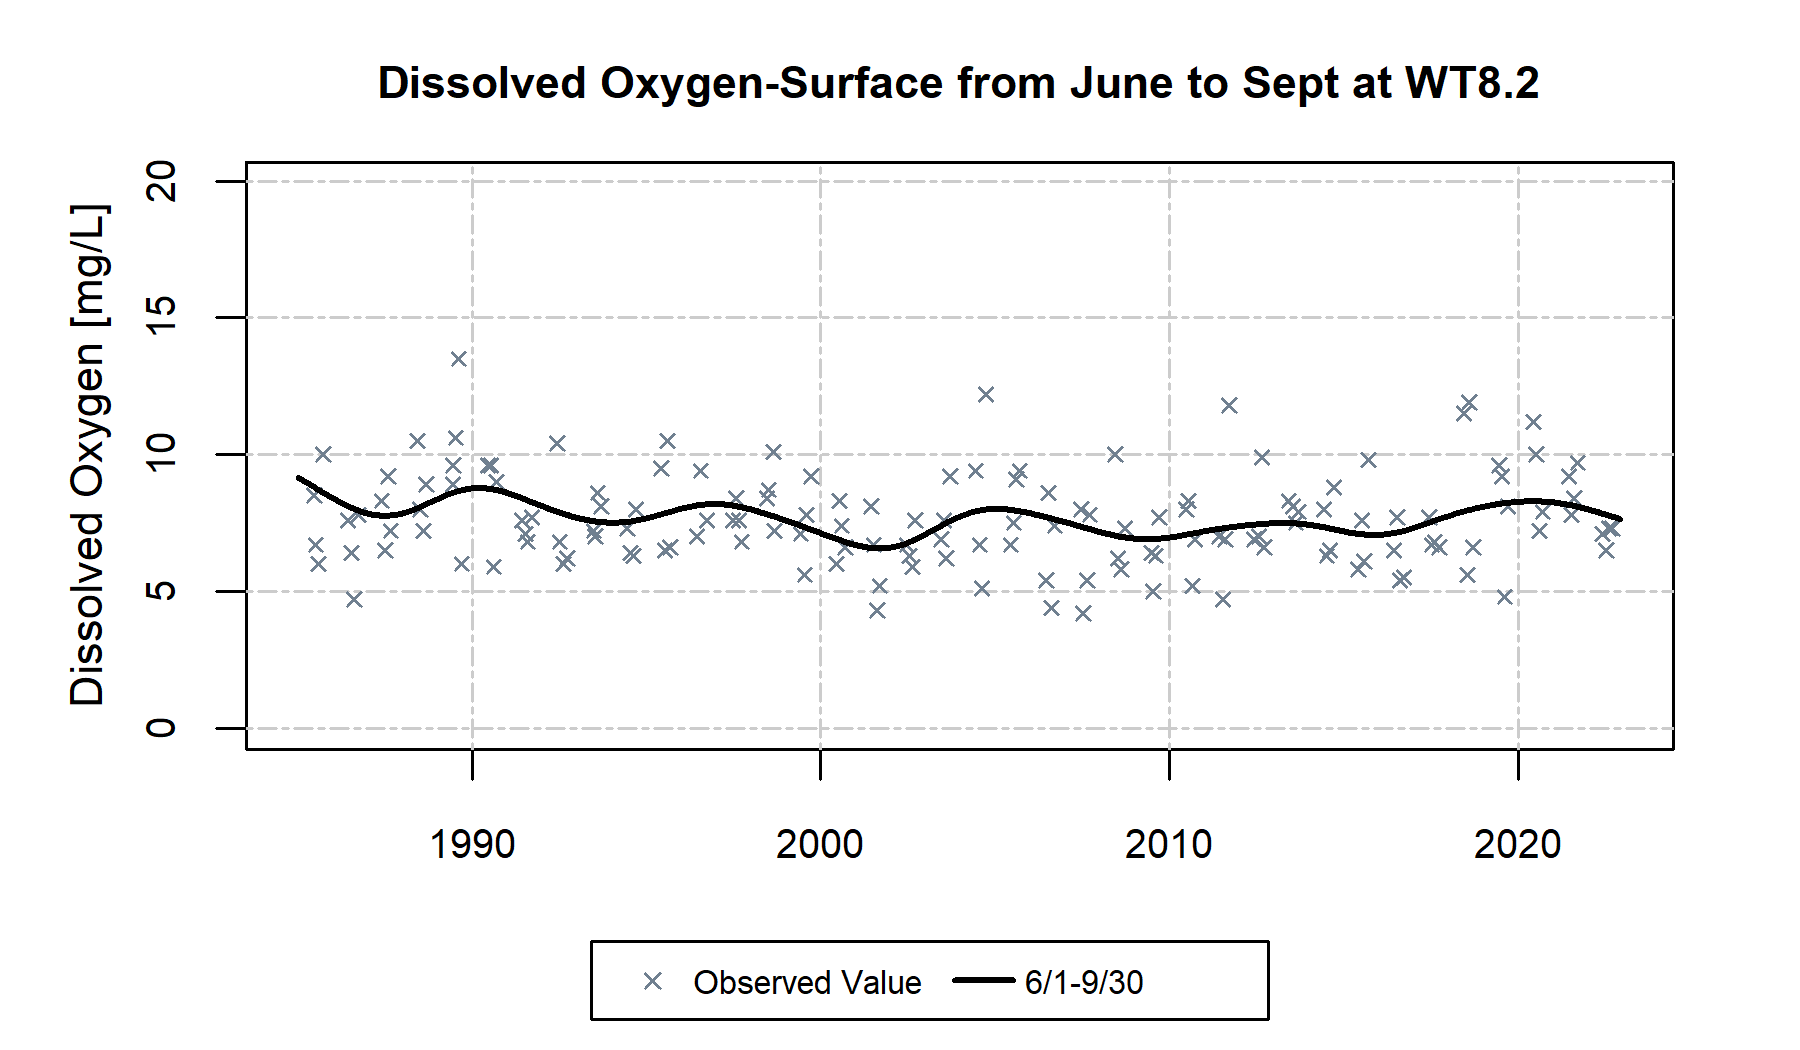 Dissolved Oxygen-Surface from June to Sept at WT8.2
Dissolved Oxygen [mg/L]
20
15
10
5
0
1990 2000 2010 2020
Observed Value 6/1-9/30